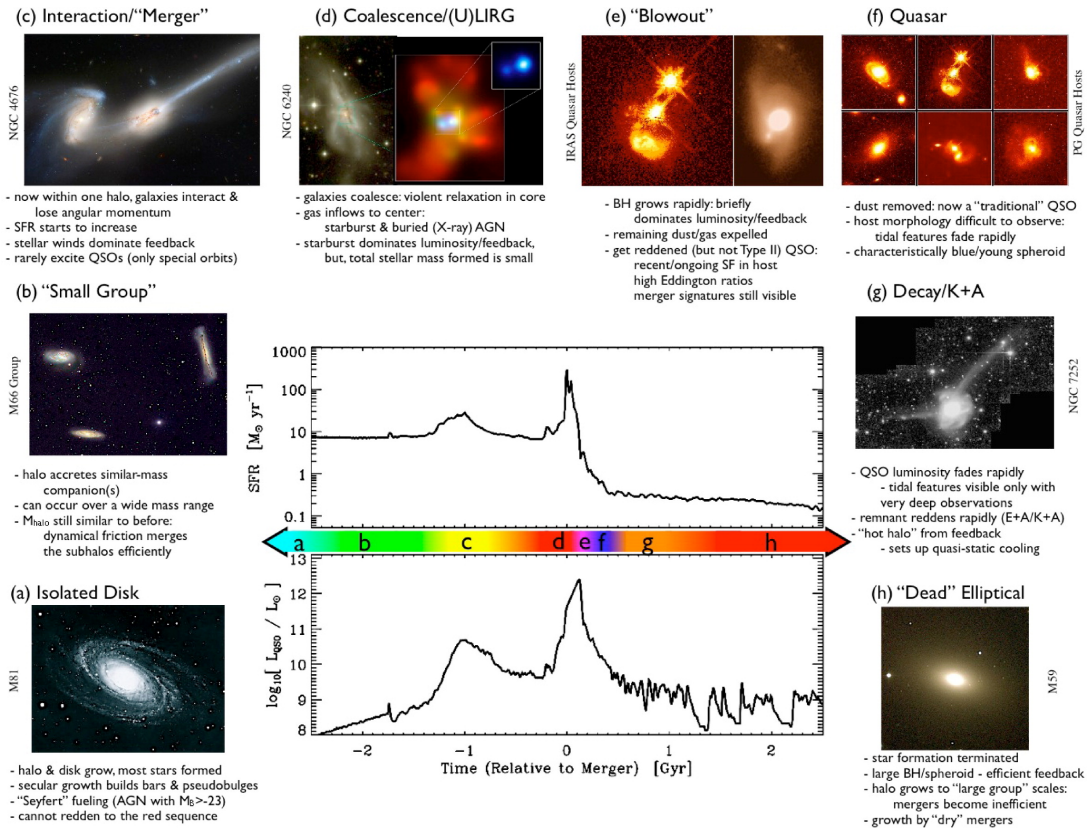 (c) Interaction/“Merger”
NGC 4676
- now within one halo, galaxies interact &
lose angular momentum
- SFR starts to increase
- stellar winds dominate feedback
- rarely excite QSOs (only special orbits)
(d) Coalescence/(U)LIRG
NGC 6240
- galaxies coalesce: violent relaxation in core
- gas inflows to center:
starburst & buried (X-ray) AGN
- starburst dominates luminosity/feedback,
but, total stellar mass formed is small
(e) “Blowout”
IRAS Quasar Hosts
- BH grows rapidly: briefly
dominates luminosity/feedback
- remaining dust/gas expelled
- get reddened (but not Type II) QSO:
recent/ongoing SF in host
high Eddington ratios
merger signatures still visible
(f) Quasar
PG Quasar Hosts
- dust removed: now a “traditional” QSO
- host morphology difficult to observe:
tidal features fade rapidly
- characteristically blue/young spheroid
(b) “Small Group”
M66 Group
- halo accretes similar-mass
companion(s)
- can occur over a wide mass range
- Mhalo still similar to before:
dynamical friction merges
the subhalos efficiently
(a) Isolated Disk
M81
- halo & disk grow, most stars formed
- secular growth builds bars & pseudobulges
- “Seyfert” fueling (AGN with MB>-23)
- cannot redden to the red sequence
1000
100
10
1
0.1
SFR [M⊙ yr⁻¹]
a b c d e f g h
13
12
11
10
9
8
log10[ LQSO / L⊙ ]
-2 -1 0 1 2
Time (Relative to Merger) [Gyr]
(g) Decay/K+A
NGC 7252
- QSO luminosity fades rapidly
- tidal features visible only with
very deep observations
- remnant reddens rapidly (E+A/K+A)
- “hot halo” from feedback
- sets up quasi-static cooling
(h) “Dead” Elliptical
M59
- star formation terminated
- large BH/spheroid - efficient feedback
- halo grows to “large group” scales:
mergers become inefficient
- growth by “dry” mergers